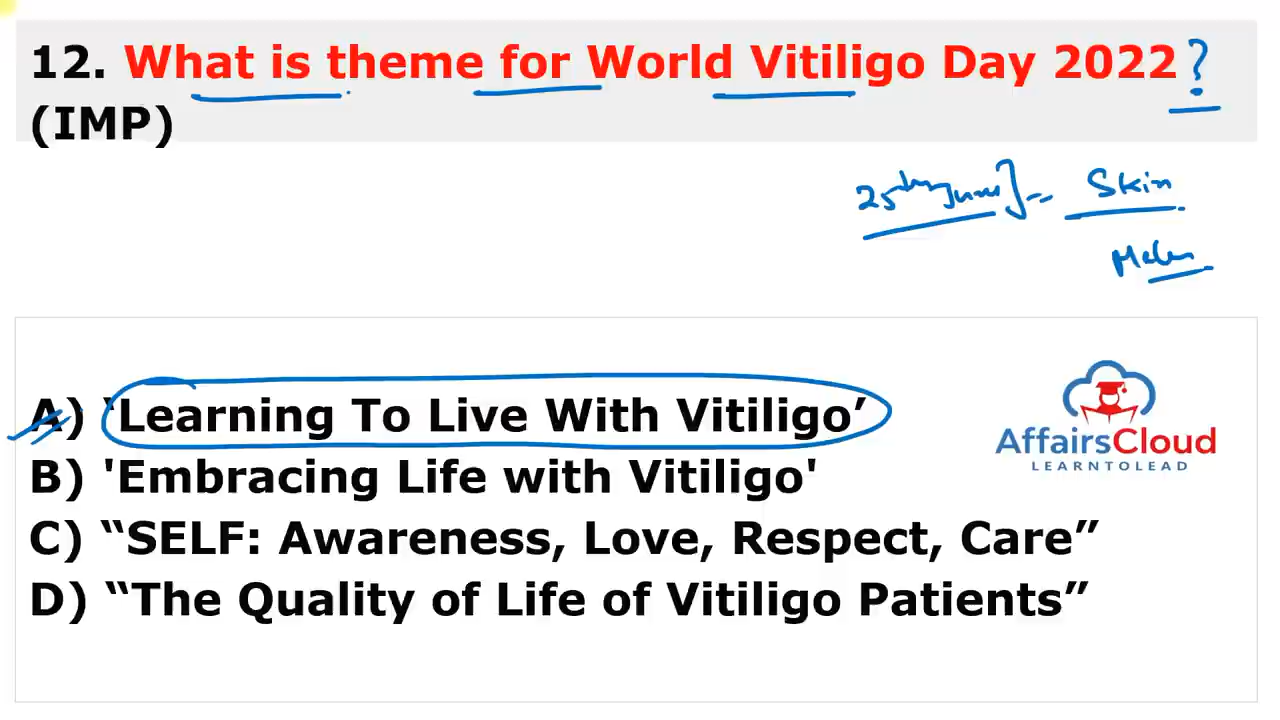 12. What is theme for World Vitiligo Day 2022?
(IMP)
25th June] = Skin
A) ‘Learning To Live With Vitiligo’
B) 'Embracing Life with Vitiligo'
C) “SELF: Awareness, Love, Respect, Care”
D) “The Quality of Life of Vitiligo Patients”
AffairsCloud
LEARNTOLEAD